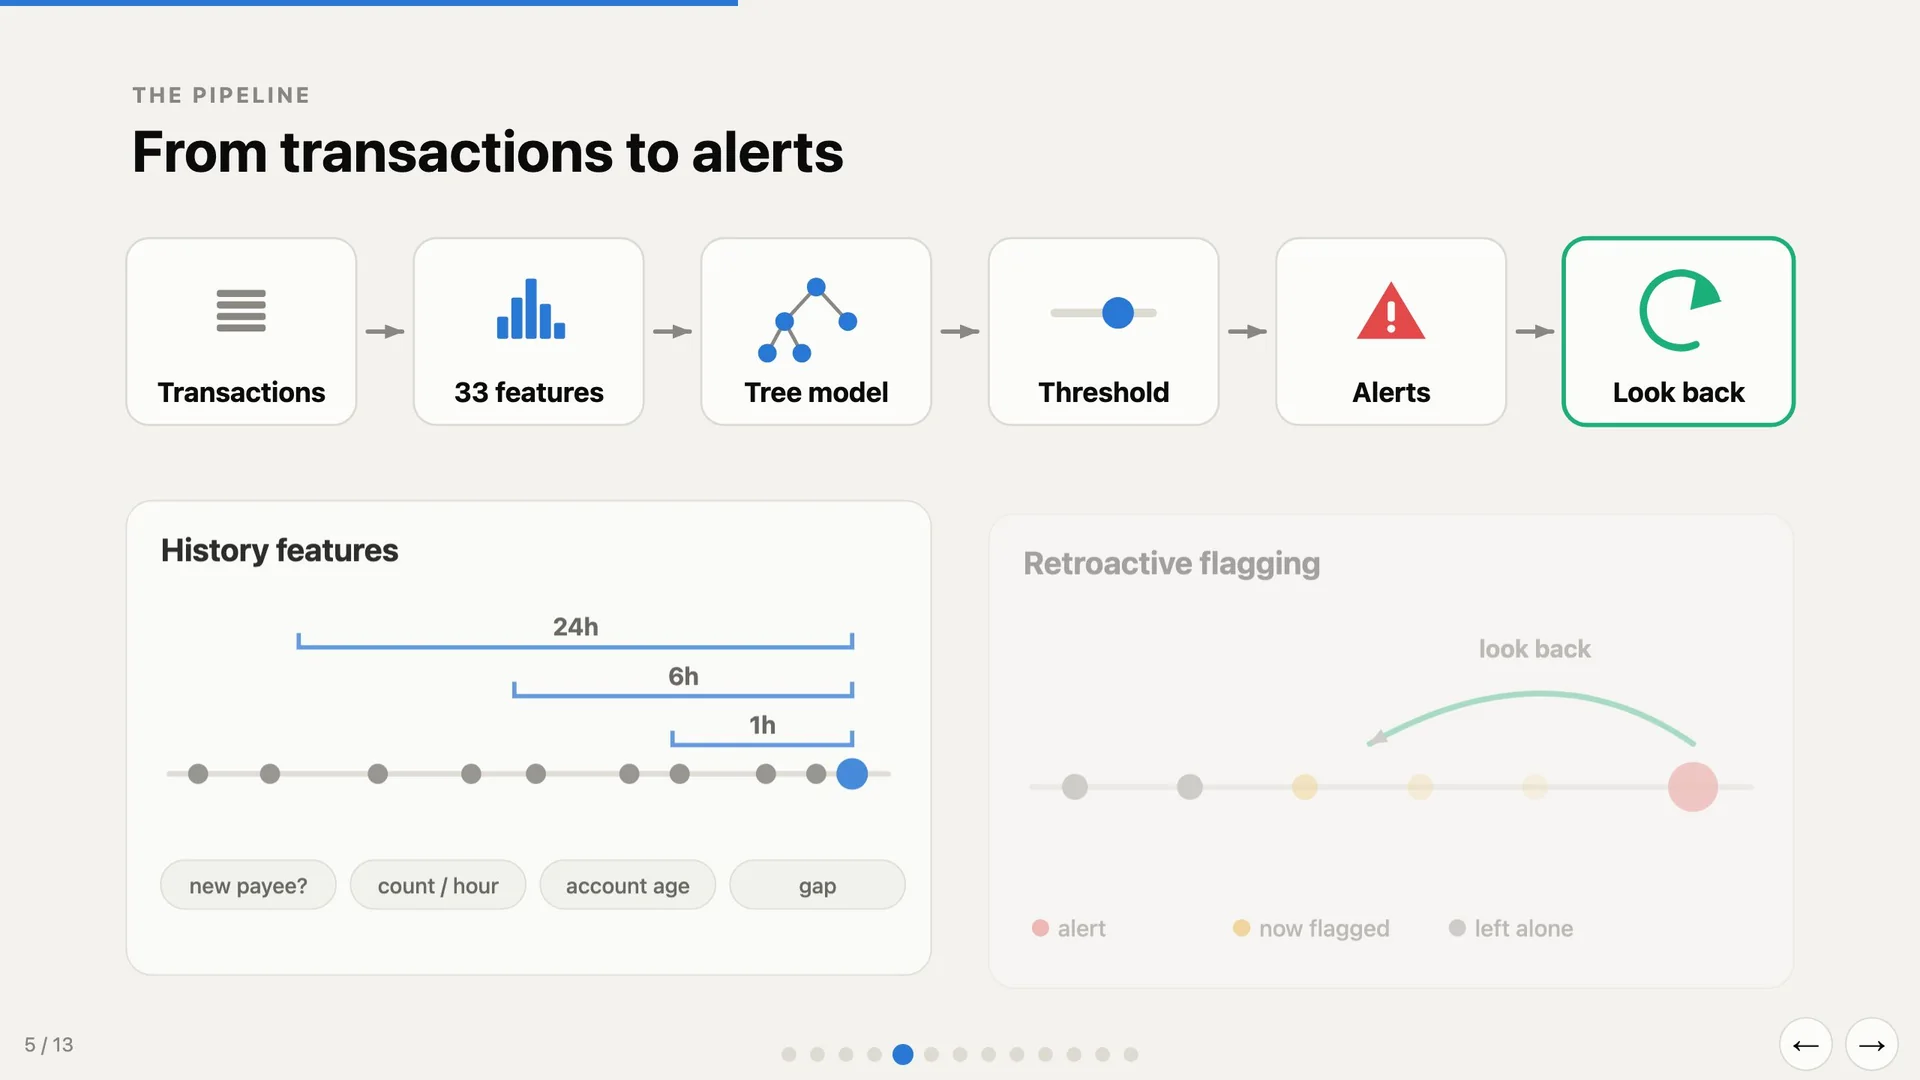 THE PIPELINE
From transactions to alerts
Transactions
33 features
Tree model
Threshold
Alerts
Look back
History features
24h
6h
1h
new payee?
count / hour
account age
gap
Retroactive flagging
look back
alert
now flagged
left alone
5 / 13